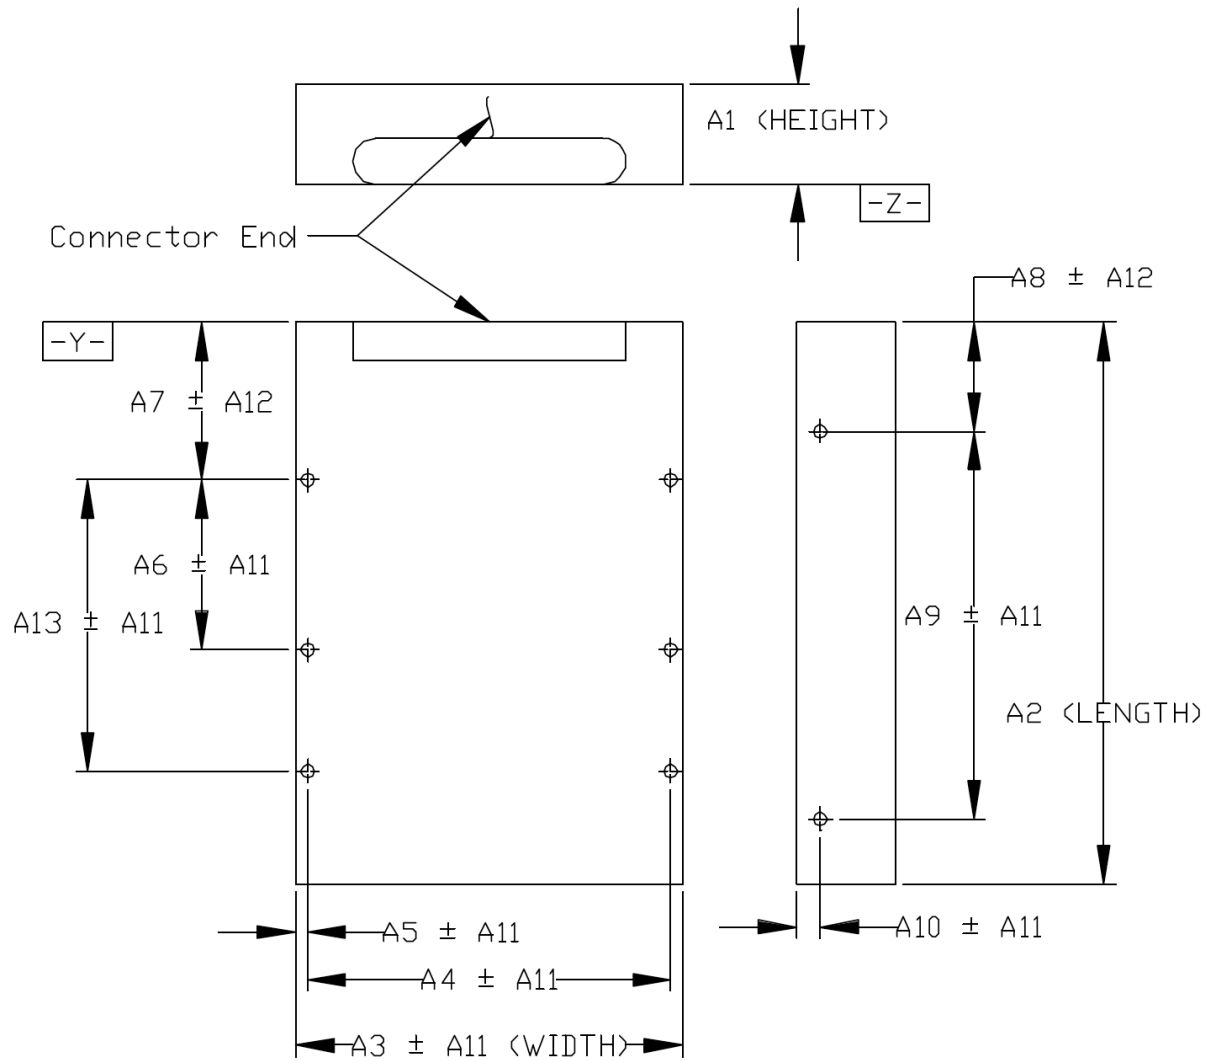 A1 (HEIGHT)
-Z-
Connector End
A8 ± A12
-Y-
A7 ± A12
A6 ± A11
A13 ± A11
A9 ± A11
A2 (LENGTH)
A5 ± A11
A10 ± A11
A4 ± A11
A3 ± A11 (WIDTH)